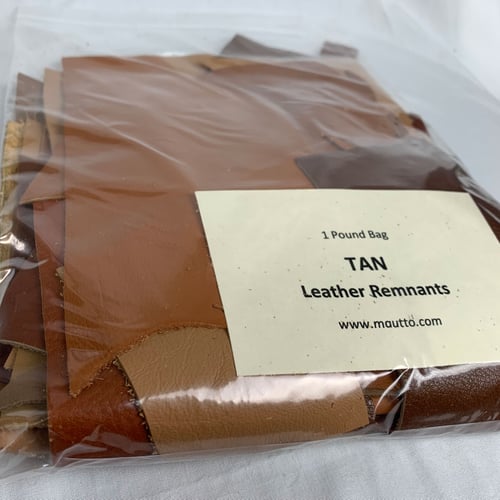 1 Pound Bag
TAN
Leather Remnants
www.mautto.com